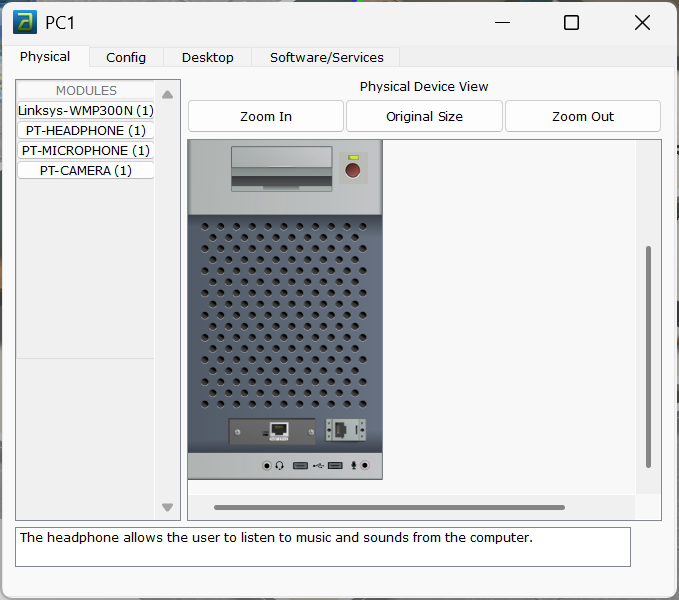 PC1
Physical
Config
Desktop
Software/Services
MODULES
Linksys-WMP300N (1)
PT-HEADPHONE (1)
PT-MICROPHONE (1)
PT-CAMERA (1)
Physical Device View
Zoom In
Original Size
Zoom Out
The headphone allows the user to listen to music and sounds from the computer.